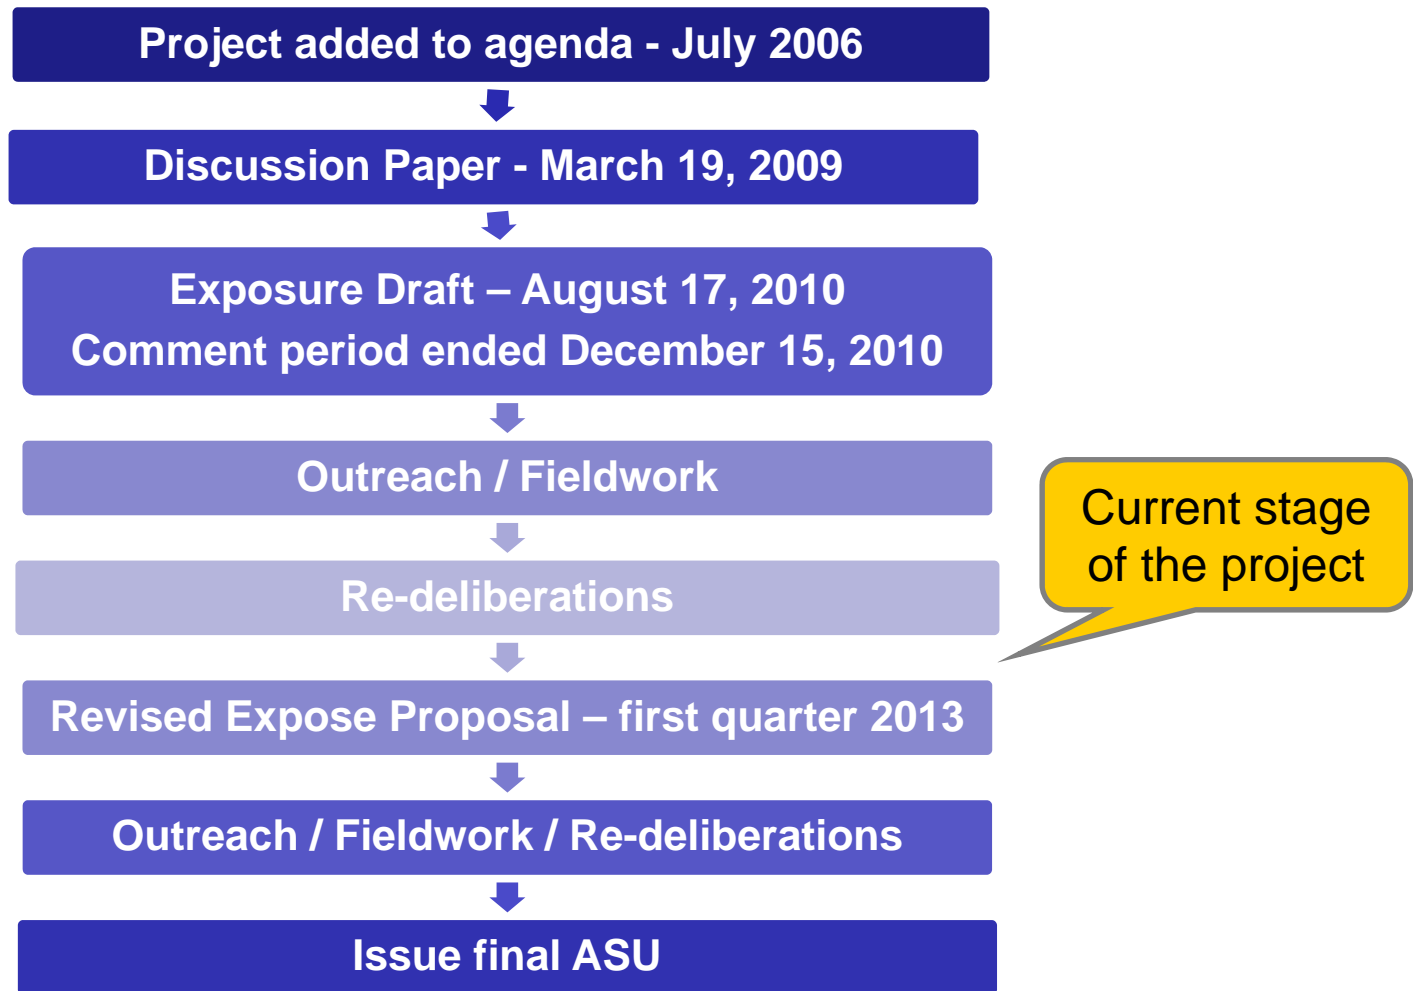 Project added to agenda - July 2006
Discussion Paper - March 19, 2009
Exposure Draft – August 17, 2010
Comment period ended December 15, 2010
Outreach / Fieldwork
Current stage
of the project
Re-deliberations
Revised Expose Proposal – first quarter 2013
Outreach / Fieldwork / Re-deliberations
Issue final ASU